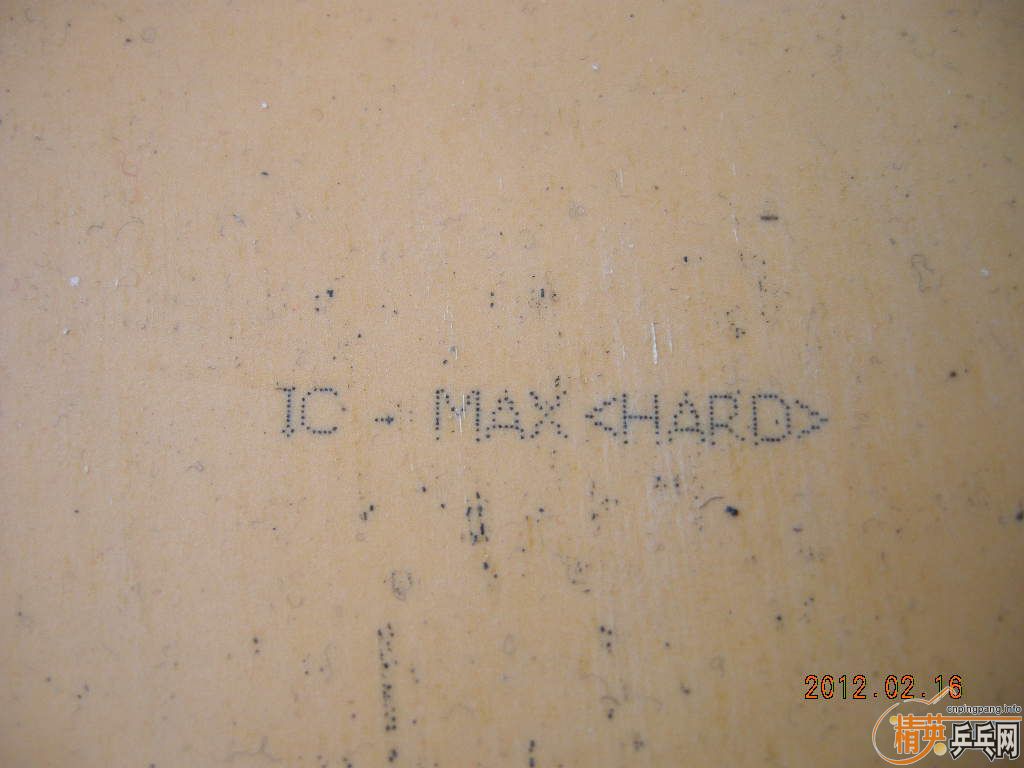 IC - MAX <HARD>
2012.02.16
cnpingpang.info
精英乒乓网